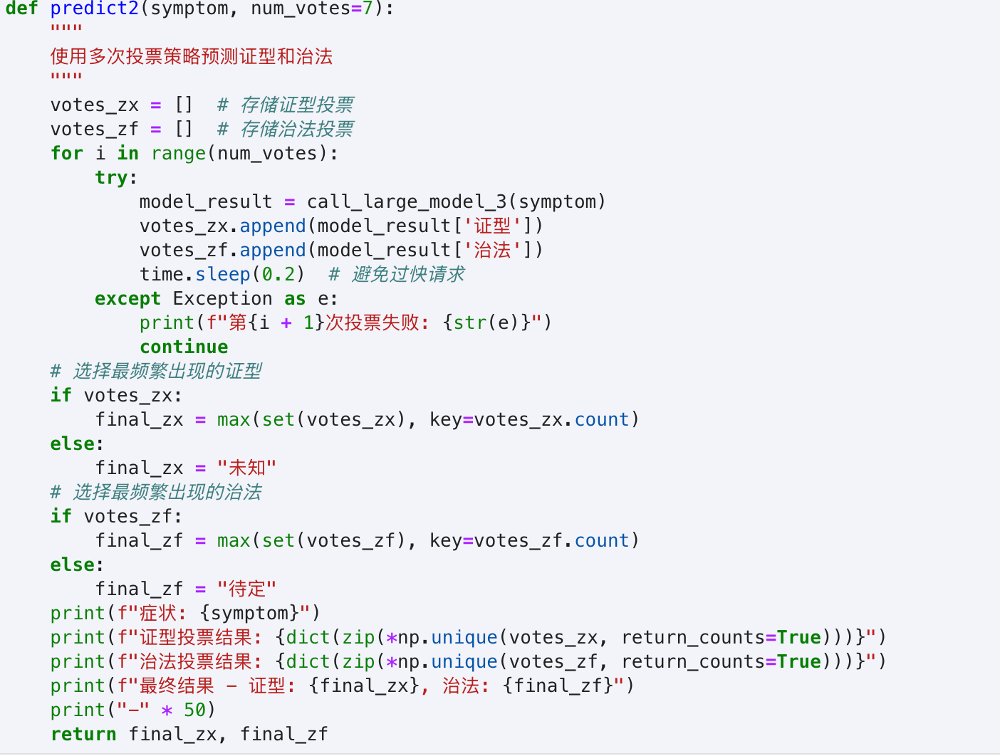 def predict2(symptom, num_votes=7):
    """
    使用多次投票策略预测证型和治法
    """
    votes_zx = []  # 存储证型投票
    votes_zf = []  # 存储治法投票
    for i in range(num_votes):
        try:
            model_result = call_large_model_3(symptom)
            votes_zx.append(model_result['证型'])
            votes_zf.append(model_result['治法'])
            time.sleep(0.2)  # 避免过快请求
        except Exception as e:
            print(f"第{i + 1}次投票失败: {str(e)}")
            continue
    # 选择最频繁出现的证型
    if votes_zx:
        final_zx = max(set(votes_zx), key=votes_zx.count)
    else:
        final_zx = "未知"
    # 选择最频繁出现的治法
    if votes_zf:
        final_zf = max(set(votes_zf), key=votes_zf.count)
    else:
        final_zf = "待定"
    print(f"症状: {symptom}")
    print(f"证型投票结果: {dict(zip(*np.unique(votes_zx, return_counts=True)))}")
    print(f"治法投票结果: {dict(zip(*np.unique(votes_zf, return_counts=True)))}")
    print(f"最终结果 - 证型: {final_zx}, 治法: {final_zf}")
    print("-" * 50)
    return final_zx, final_zf